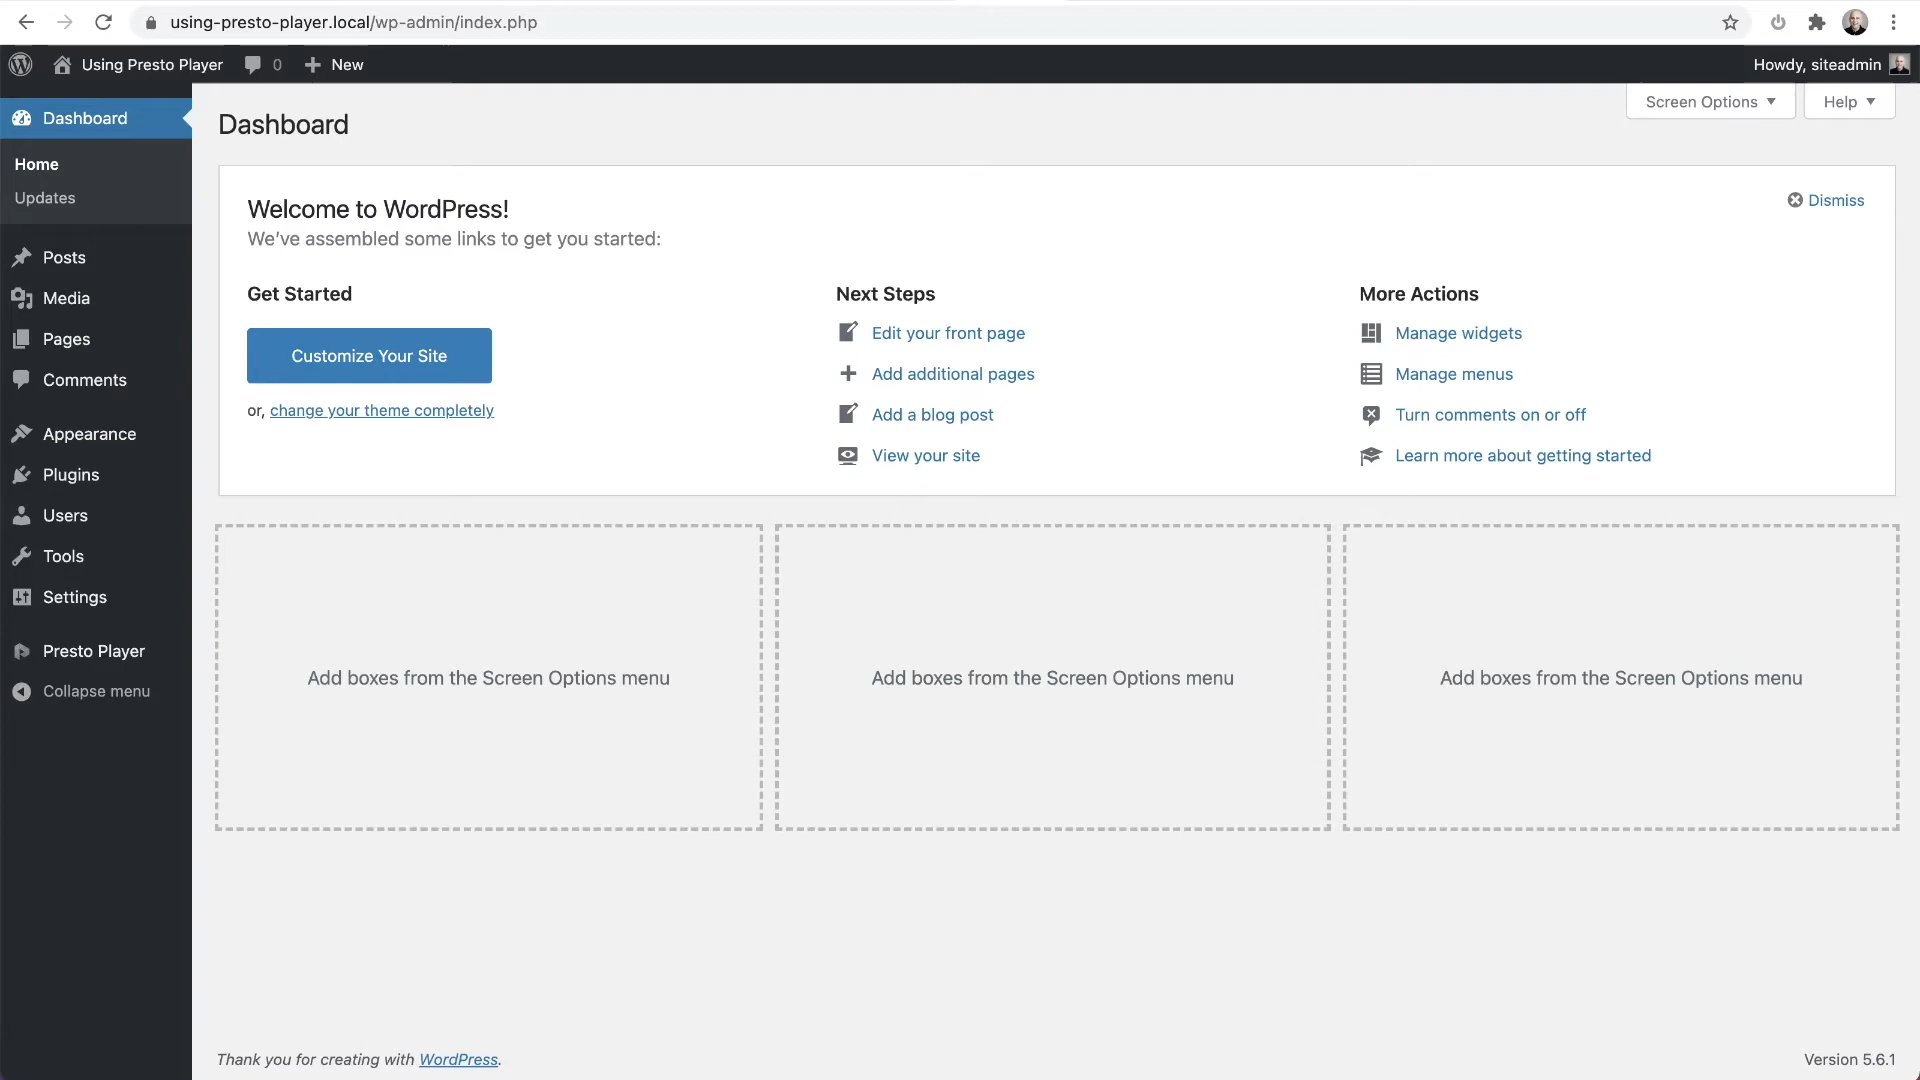 using-presto-player.local/wp-admin/index.php
Using Presto Player
0
New
Howdy, siteadmin
Dashboard
Home
Updates
Posts
Media
Pages
Comments
Appearance
Plugins
Users
Tools
Settings
Presto Player
Collapse menu
Screen Options
Help
Dashboard
Welcome to WordPress!
We've assembled some links to get you started:
Dismiss
Get Started
Customize Your Site
or, change your theme completely
Next Steps
Edit your front page
Add additional pages
Add a blog post
View your site
More Actions
Manage widgets
Manage menus
Turn comments on or off
Learn more about getting started
Add boxes from the Screen Options menu
Add boxes from the Screen Options menu
Add boxes from the Screen Options menu
Thank you for creating with WordPress.
Version 5.6.1